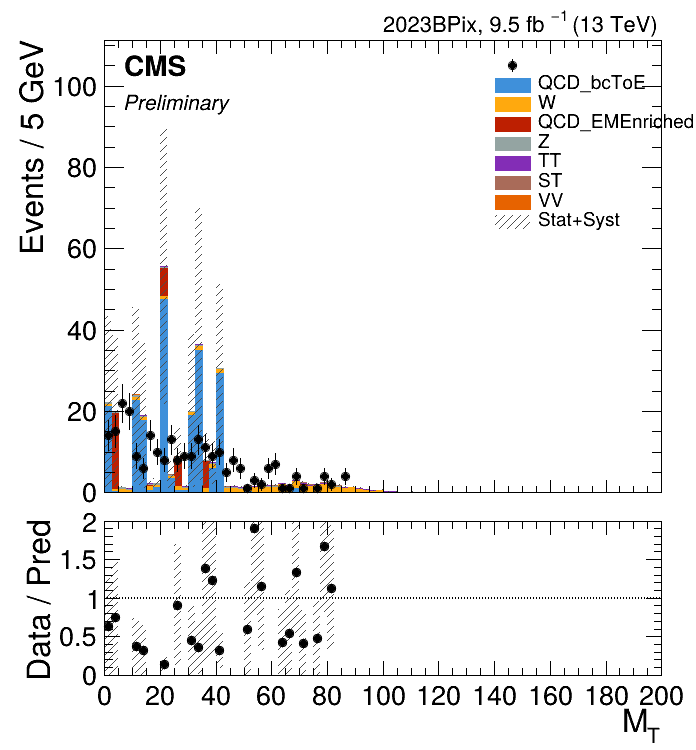 2023BPix, 9.5 fb⁻¹ (13 TeV)
Events / 5 GeV
CMS
Preliminary
QCD_bcToE
W
QCD_EMEnriched
Z
TT
ST
VV
Stat+Syst
100
80
60
40
20
0
Data / Pred
2
1.5
1
0.5
0
0 20 40 60 80 100 120 140 160 180 200
M_T